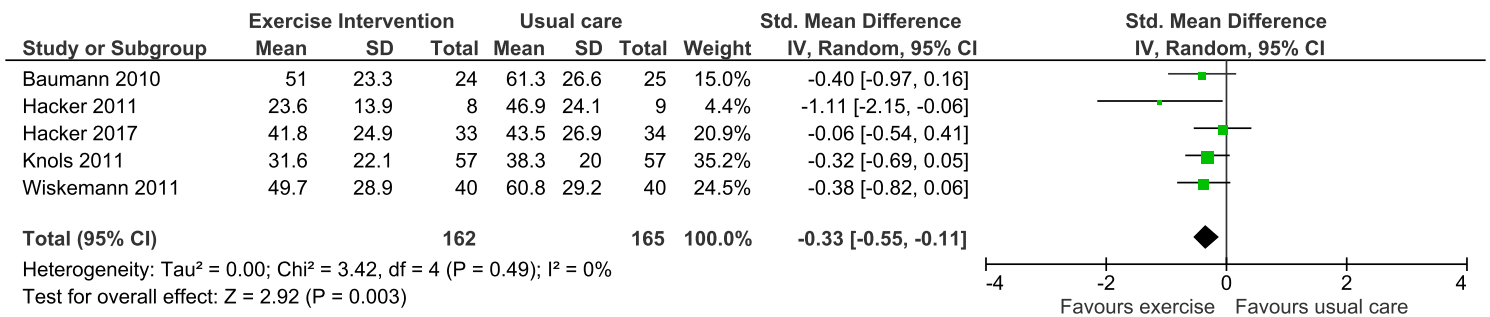 Exercise Intervention Usual care Std. Mean Difference Std. Mean Difference
Study or Subgroup Mean SD Total Mean SD Total Weight IV, Random, 95% CI IV, Random, 95% CI
Baumann 2010 51 23.3 24 61.3 26.6 25 15.0% -0.40 [-0.97, 0.16]
Hacker 2011 23.6 13.9 8 46.9 24.1 9 4.4% -1.11 [-2.15, -0.06]
Hacker 2017 41.8 24.9 33 43.5 26.9 34 20.9% -0.06 [-0.54, 0.41]
Knols 2011 31.6 22.1 57 38.3 20 57 35.2% -0.32 [-0.69, 0.05]
Wiskemann 2011 49.7 28.9 40 60.8 29.2 40 24.5% -0.38 [-0.82, 0.06]
Total (95% CI) 162 165 100.0% -0.33 [-0.55, -0.11]
Heterogeneity: Tau² = 0.00; Chi² = 3.42, df = 4 (P = 0.49); I² = 0%
Test for overall effect: Z = 2.92 (P = 0.003)
-4 -2 0 2 4
Favours exercise Favours usual care